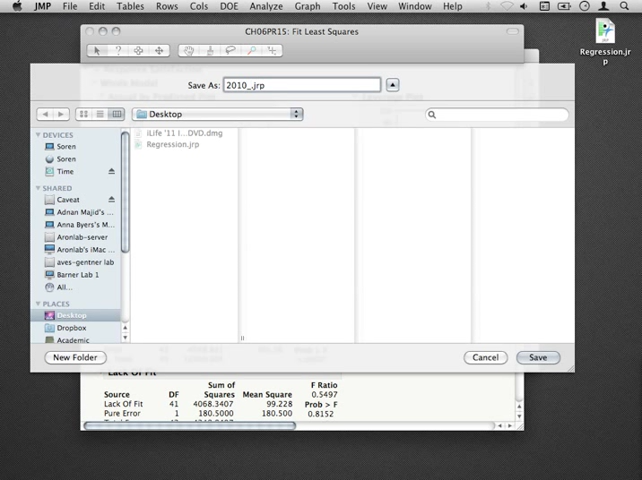 JMP File Edit Tables Rows Cols DOE Analyze Graph Tools View Window Help
CH06PR15: Fit Least Squares
Regression.jr
p
Save As: 2010_.jrp
Desktop
DEVICES
Soren
Soren
Time
SHARED
Caveat
Adnan Majid's ...
Anna Byers's M...
Aronlab-server
Aronlab's iMac ...
aves-gentner lab
Barner Lab 1
All...
PLACES
Desktop
Dropbox
Academic
iLife '11 I...DVD.dmg
Regression.jrp
New Folder Cancel Save
Lack Of Fit
Sum of
Source DF Squares Mean Square F Ratio
Lack Of Fit 41 4068.3407 99.228 0.5497
Pure Error 1 180.5000 180.500 Prob > F
0.8152